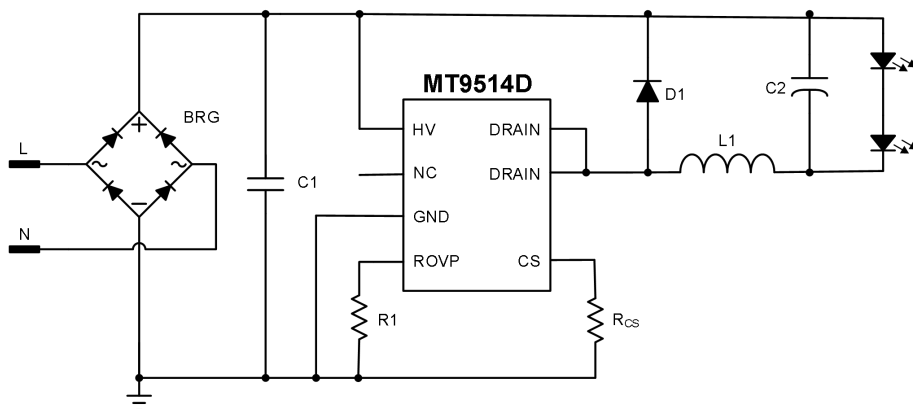 MT9514D
BRG
D1
C2
HV
DRAIN
L
L1
NC
DRAIN
C1
GND
N
ROVP
CS
R1
RCS